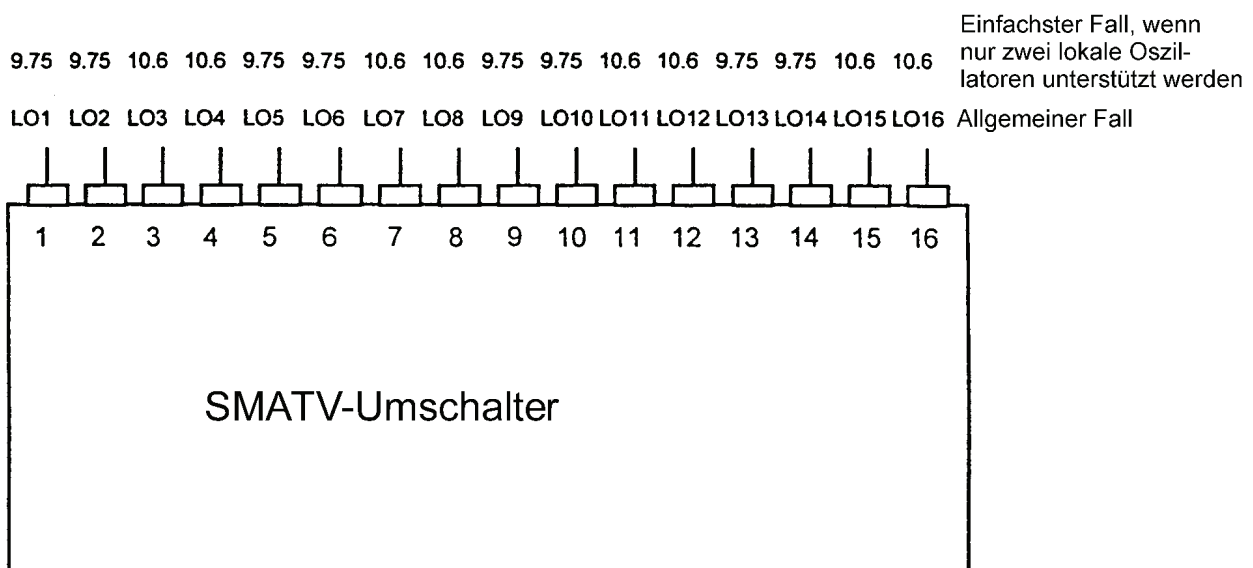 Einfachster Fall, wenn
nur zwei lokale Oszil-
latoren unterstützt werden
9.75 9.75 10.6 10.6 9.75 9.75 10.6 10.6 9.75 9.75 10.6 10.6 9.75 9.75 10.6 10.6
LO1 LO2 LO3 LO4 LO5 LO6 LO7 LO8 LO9 LO10 LO11 LO12 LO13 LO14 LO15 LO16 Allgemeiner Fall
1 2 3 4 5 6 7 8 9 10 11 12 13 14 15 16
SMATV-Umschalter